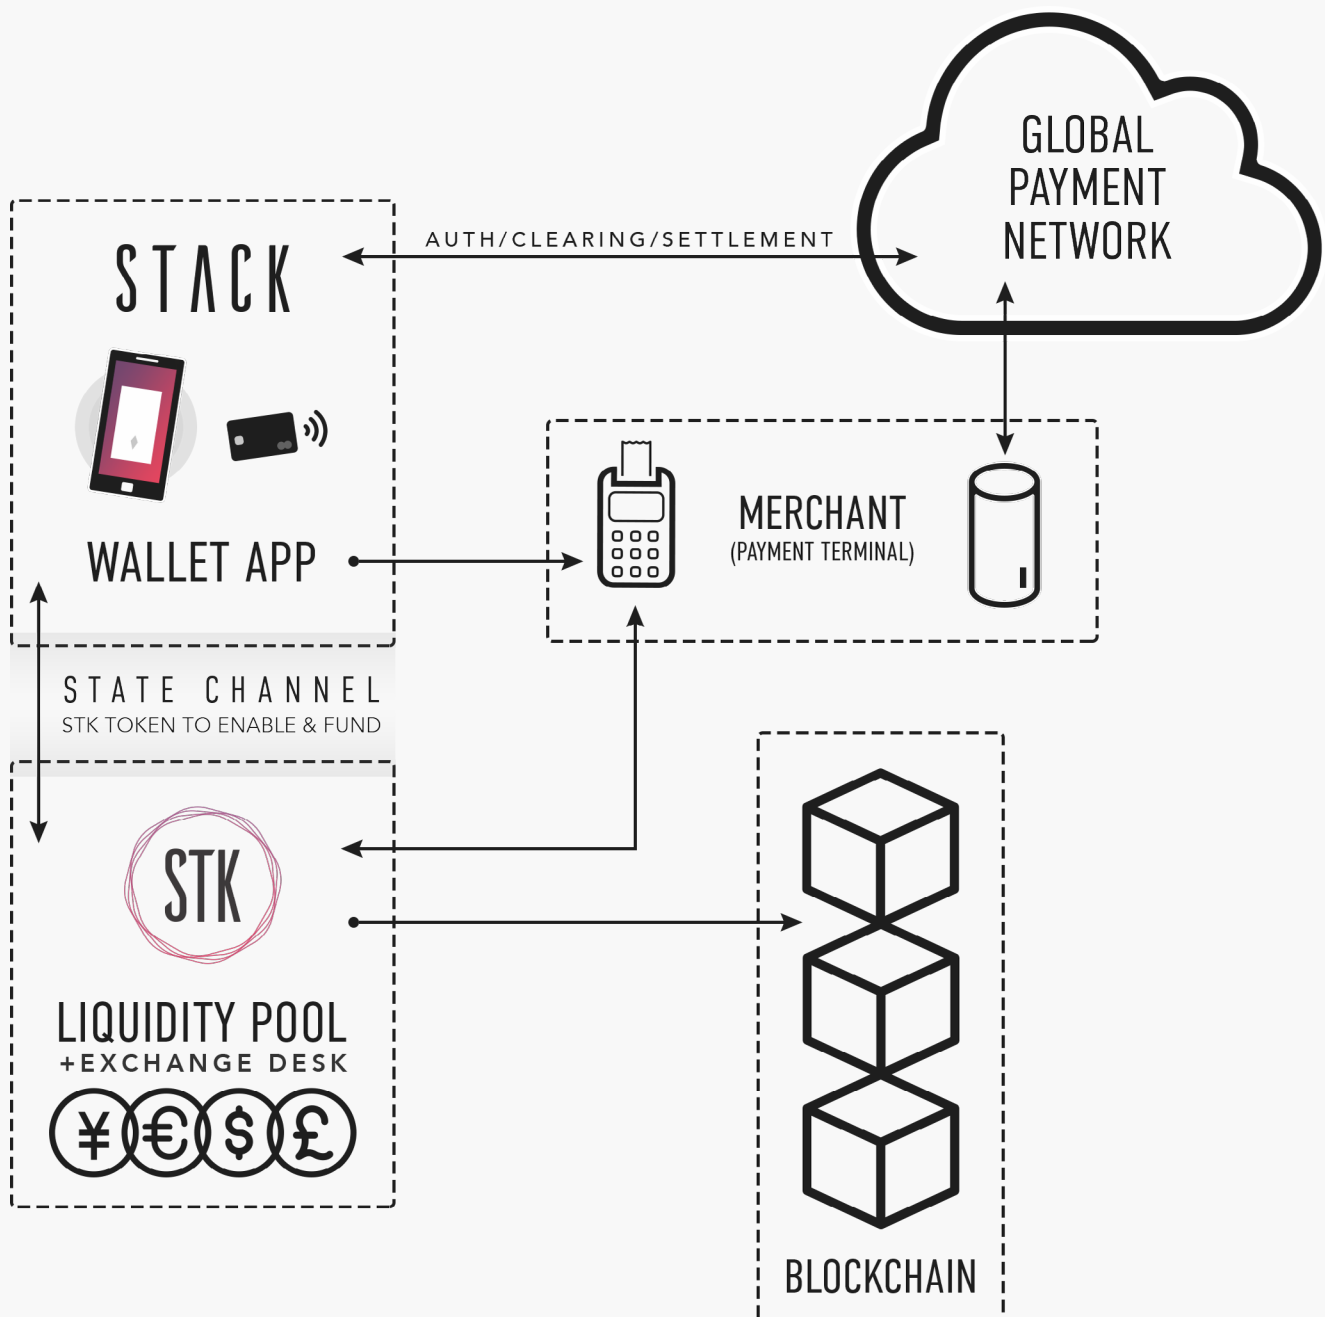 GLOBAL
PAYMENT
NETWORK
AUTH/CLEARING/SETTLEMENT
STACK
WALLET APP
MERCHANT
(PAYMENT TERMINAL)
STATE CHANNEL
STK TOKEN TO ENABLE & FUND
STK
LIQUIDITY POOL
+EXCHANGE DESK
¥ € $ £
BLOCKCHAIN